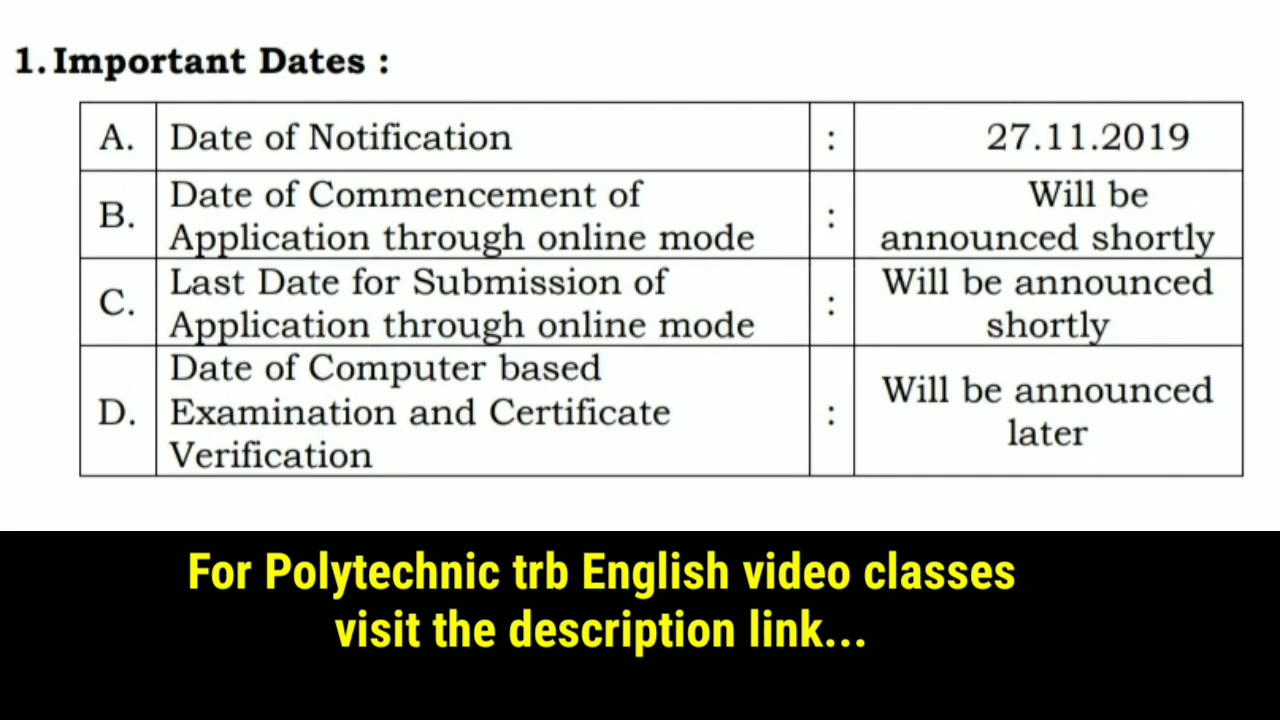 1. Important Dates :
A. Date of Notification : 27.11.2019
B. Date of Commencement of Application through online mode : Will be announced shortly
C. Last Date for Submission of Application through online mode : Will be announced shortly
D. Date of Computer based Examination and Certificate Verification : Will be announced later
For Polytechnic trb English video classes
visit the description link...